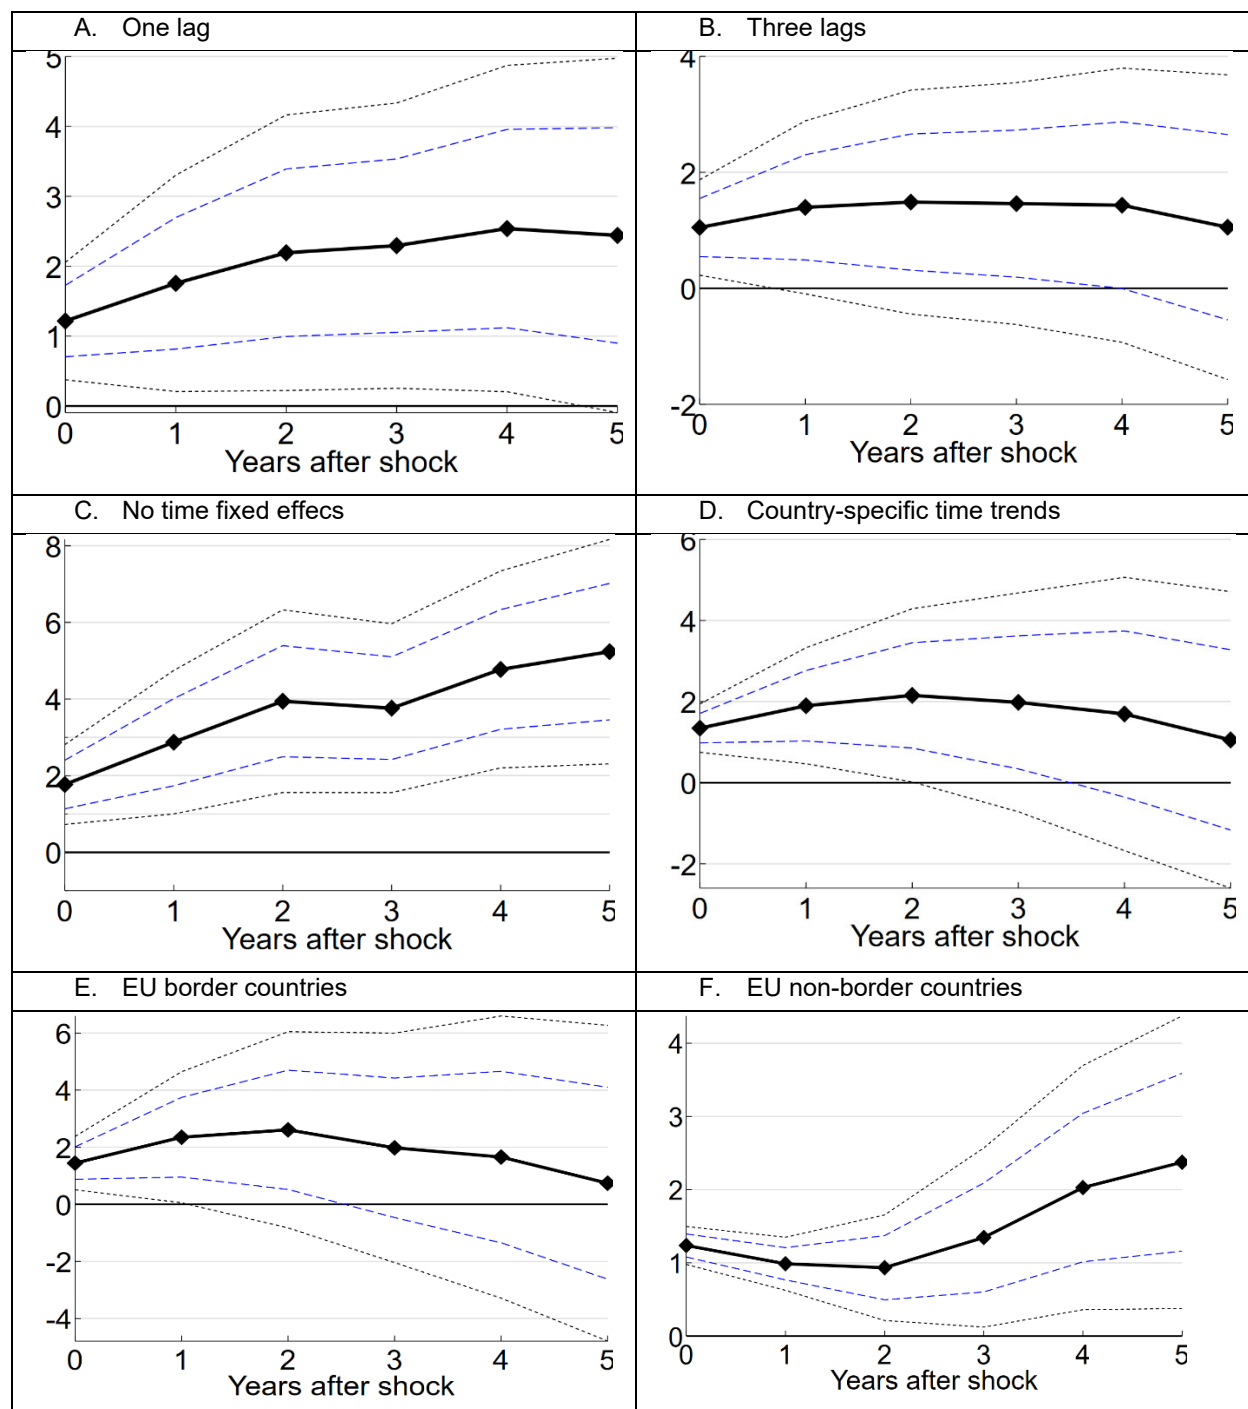 A. One lag
B. Three lags
5
4
3
2
1
0
0 1 2 3 4 5
Years after shock
4
2
0
-2
0 1 2 3 4 5
Years after shock
C. No time fixed effecs
D. Country-specific time trends
8
6
4
2
0
0 1 2 3 4 5
Years after shock
6
4
2
0
-2
0 1 2 3 4 5
Years after shock
E. EU border countries
F. EU non-border countries
6
4
2
0
-2
-4
0 1 2 3 4 5
Years after shock
4
3
2
1
0
0 1 2 3 4 5
Years after shock